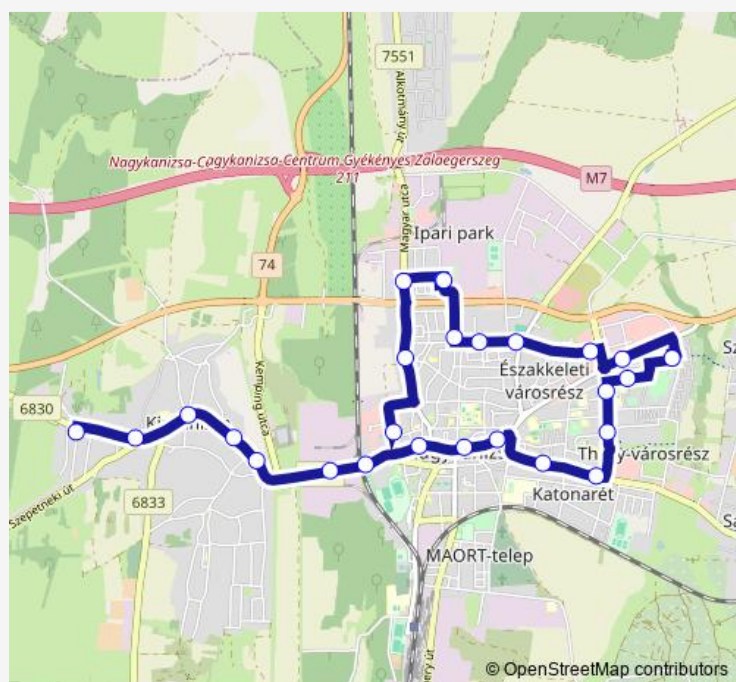 7551
Alkotmány út
Nagykanizsa-Cagykanizsa-Centrum Gyékényes Zalaegerszeg
211
M7
Magyar utca
Ipari park
74
Északkeleti
városrész
Kemping utca
6830
Szepetneki út
6833
Katonarét
MAORT-telep
© OpenStreetMap contributors